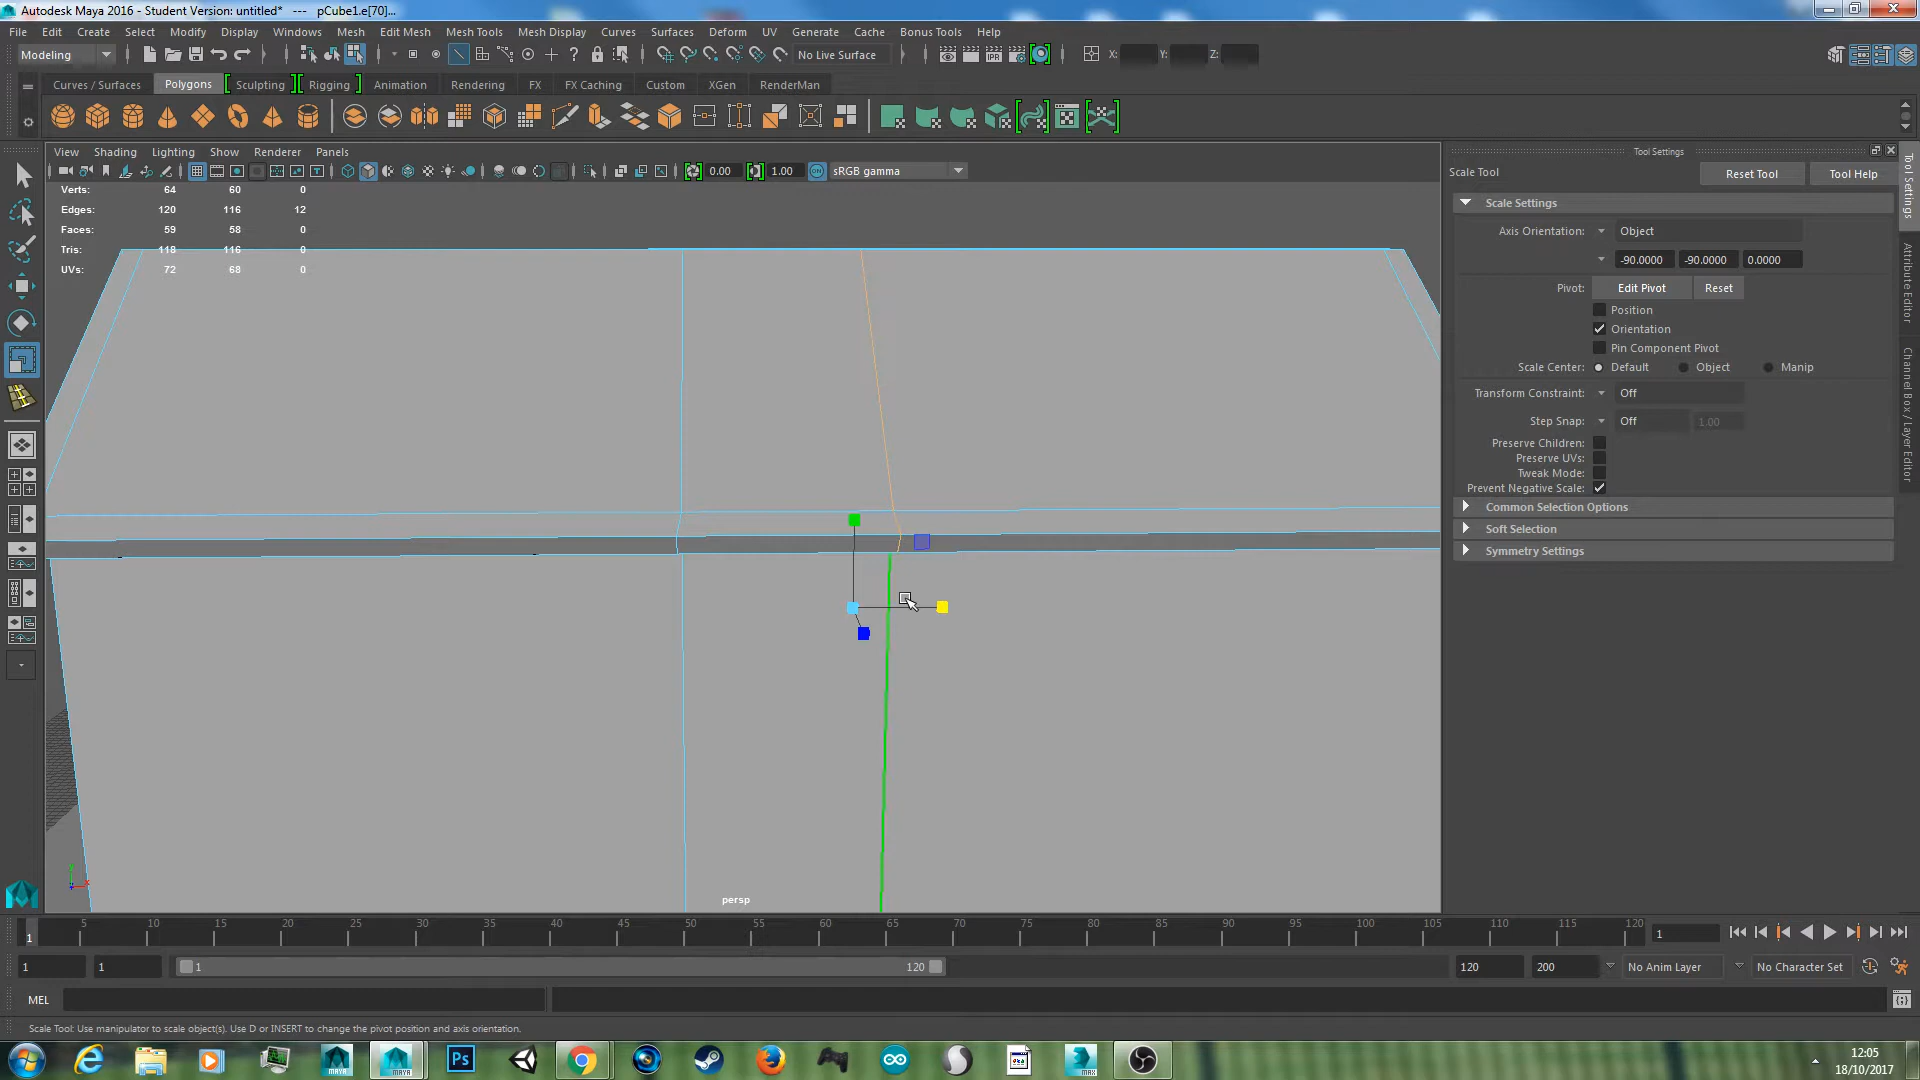 Autodesk Maya 2016 - Student Version: untitled* --- pCube1.e[70]...
File Edit Create Select Modify Display Windows Mesh Edit Mesh Mesh Tools Mesh Display Curves Surfaces Deform UV Generate Cache Bonus Tools Help
Modeling No Live Surface X: Y: Z:
Curves / Surfaces Polygons Sculpting Rigging Animation Rendering FX FX Caching Custom XGen RenderMan
View Shading Lighting Show Renderer Panels
0.00 1.00 ON sRGB gamma
Verts: 64 60 0
Edges: 120 116 12
Faces: 59 58 0
Tris: 118 116 0
UVs: 72 68 0
persp
Tool Settings
Scale Tool Reset Tool Tool Help
Scale Settings
Axis Orientation: Object
-90.0000 -90.0000 0.0000
Pivot: Edit Pivot Reset
Position
Orientation
Pin Component Pivot
Scale Center: Default Object Manip
Transform Constraint: Off
Step Snap: Off 1.00
Preserve Children:
Preserve UVs:
Tweak Mode:
Prevent Negative Scale:
Common Selection Options
Soft Selection
Symmetry Settings
Tool Settings
Attribute Editor
Channel Box / Layer Editor
1 5 10 15 20 25 30 35 40 45 50 55 60 65 70 75 80 85 90 95 100 105 110 115 120 1
1 1 1 120 120 200 No Anim Layer No Character Set
MEL
Scale Tool: Use manipulator to scale object(s). Use D or INSERT to change the pivot position and axis orientation.
MAYA MAYA Ps MAX
12:05
18/10/2017